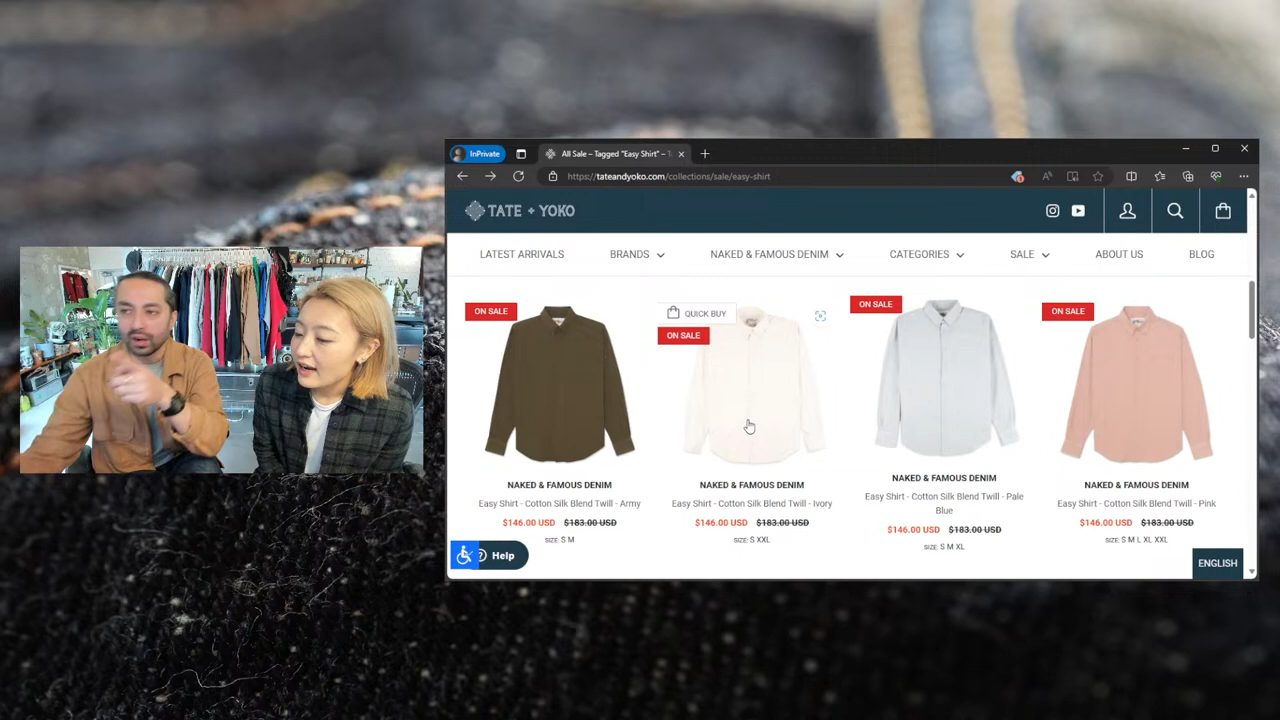 InPrivate
All Sale – Tagged "Easy Shirt" –
https://tateandyoko.com/collections/sale/easy-shirt
TATE + YOKO
LATEST ARRIVALS
BRANDS
NAKED & FAMOUS DENIM
CATEGORIES
SALE
ABOUT US
BLOG
ON SALE
QUICK BUY
ON SALE
ON SALE
ON SALE
NAKED & FAMOUS DENIM
Easy Shirt - Cotton Silk Blend Twill - Army
$146.00 USD $183.00 USD
SIZE: S M
NAKED & FAMOUS DENIM
Easy Shirt - Cotton Silk Blend Twill - Ivory
$146.00 USD $183.00 USD
SIZE: S XXL
NAKED & FAMOUS DENIM
Easy Shirt - Cotton Silk Blend Twill - Pale
Blue
$146.00 USD $183.00 USD
SIZE: S M XL
NAKED & FAMOUS DENIM
Easy Shirt - Cotton Silk Blend Twill - Pink
$146.00 USD $183.00 USD
SIZE: S M L XL XXL
Help
ENGLISH